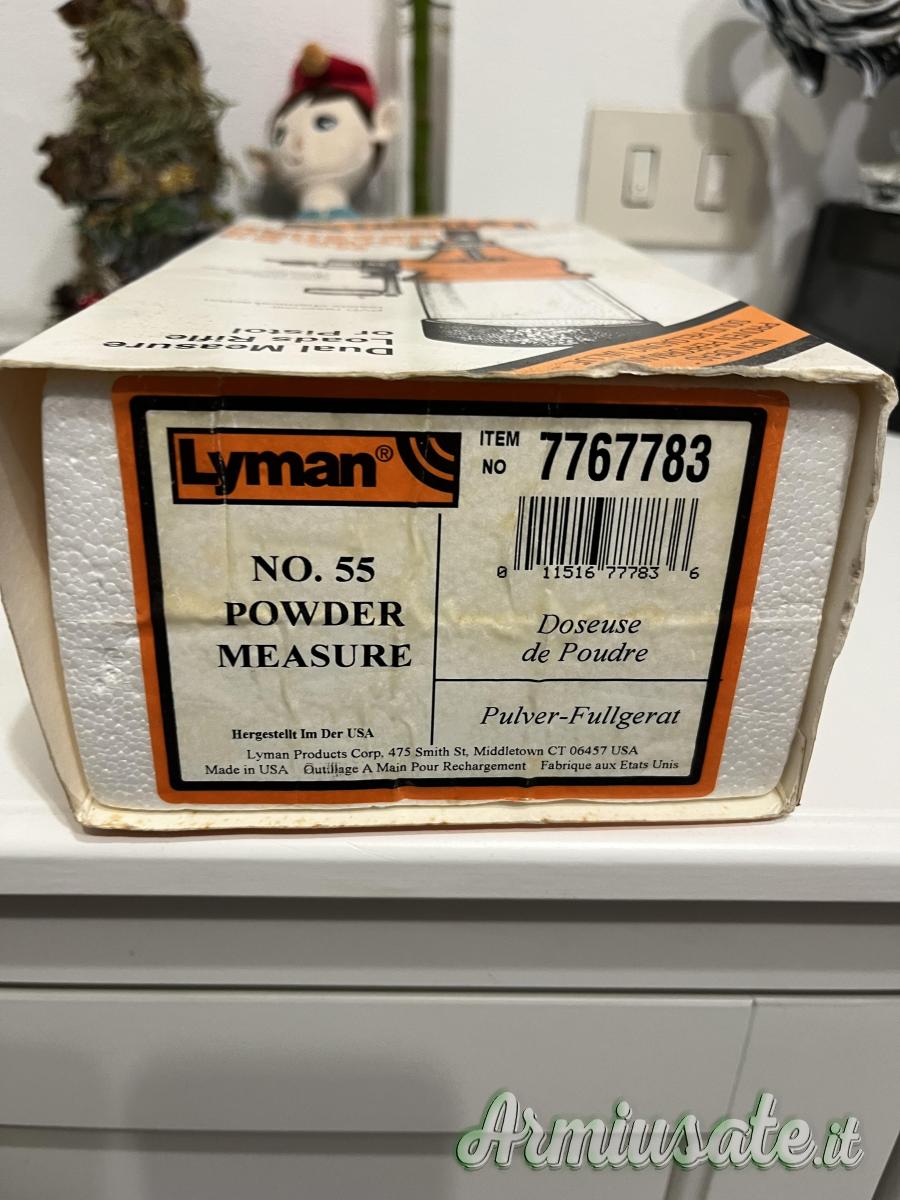 Dual Measure
Loads Rifle
or Pistol
Lyman®
ITEM
NO
7767783
0 11516 77783 6
NO. 55
POWDER
MEASURE
Doseuse
de Poudre
Pulver-Fullgerat
Hergestellt Im Der USA
Lyman Products Corp. 475 Smith St, Middletown CT 06457 USA
Made in USA Outillage A Main Pour Rechargement Fabrique aux Etats Unis
Armiusate.it